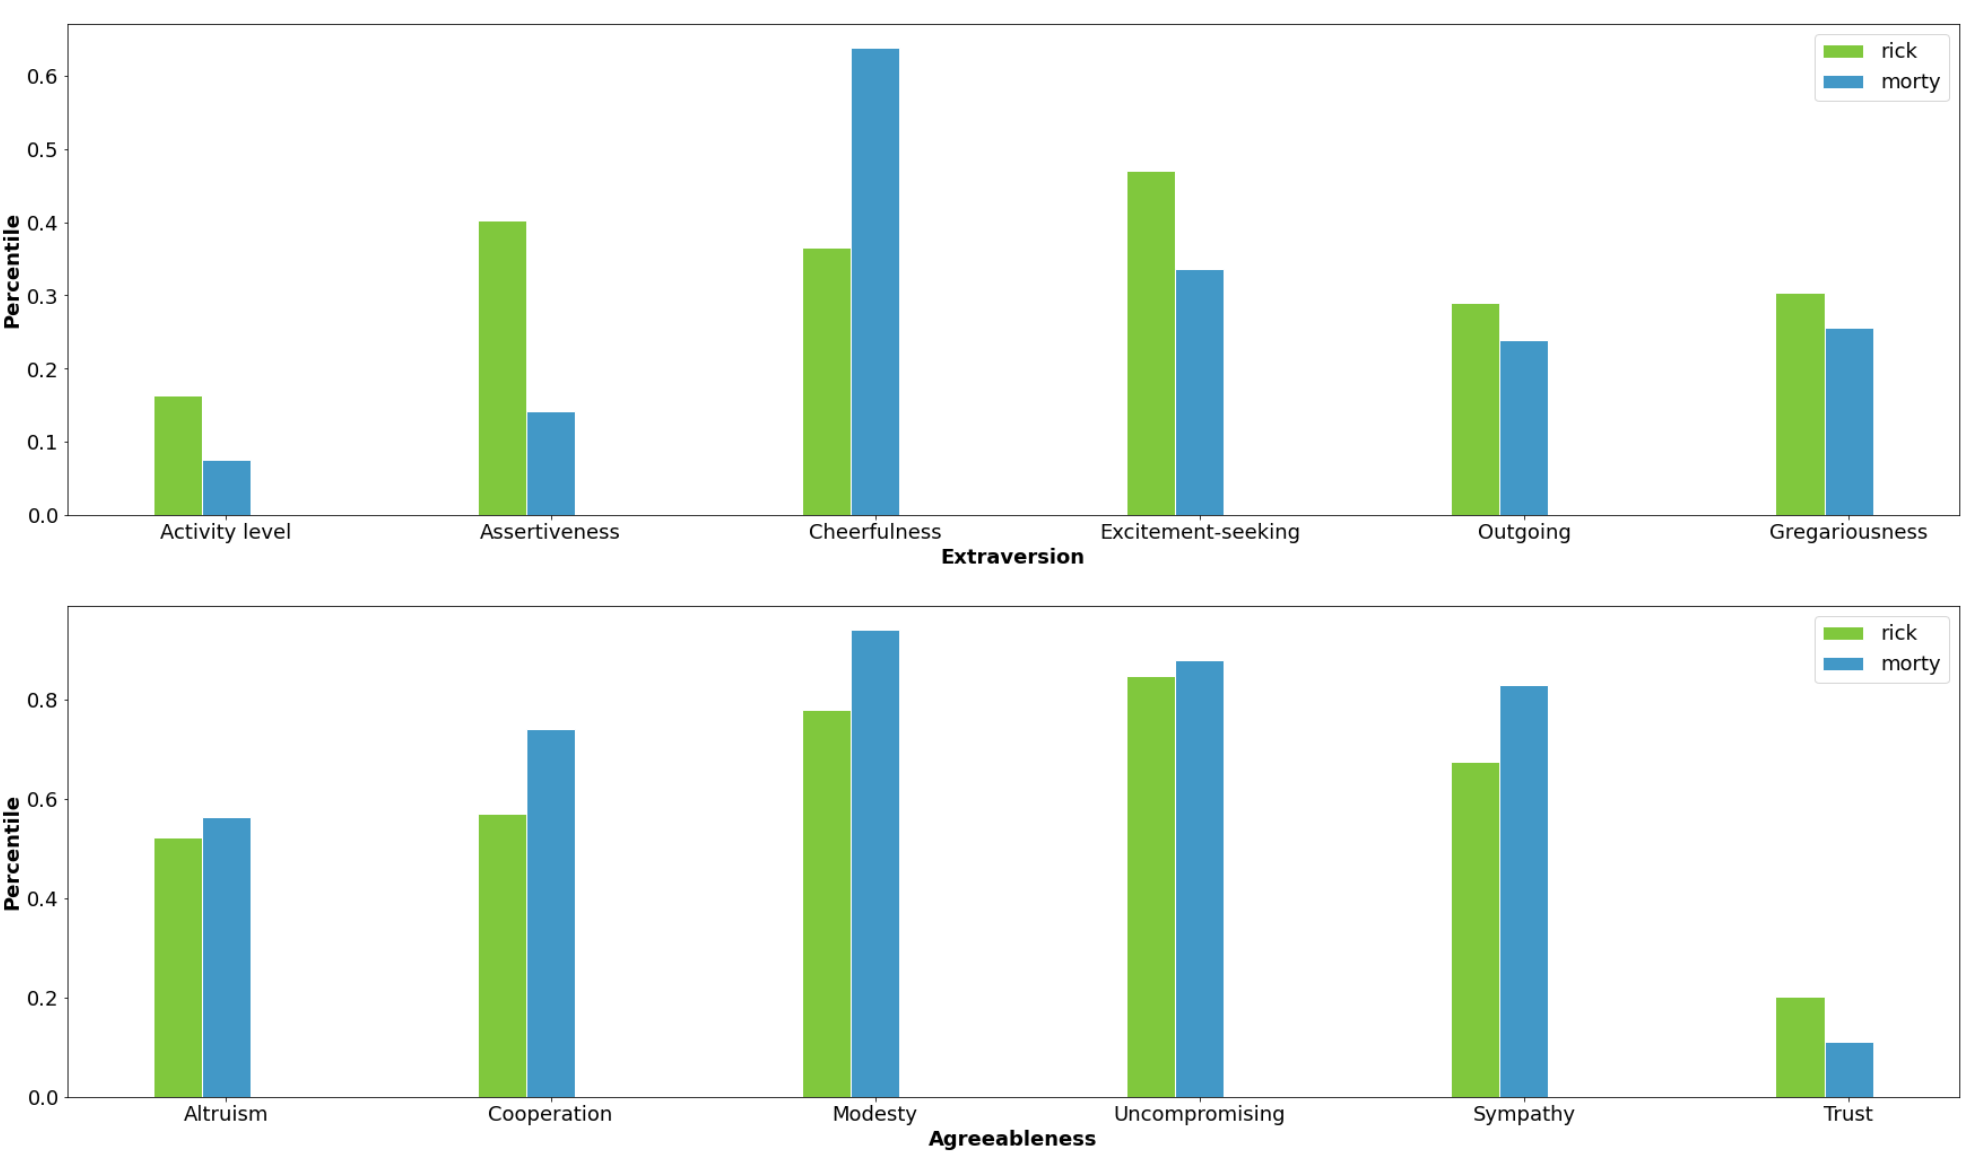 rick
morty
Percentile
0.6
0.5
0.4
0.3
0.2
0.1
0.0
Activity level Assertiveness Cheerfulness Excitement-seeking Outgoing Gregariousness
Extraversion
rick
morty
Percentile
0.8
0.6
0.4
0.2
0.0
Altruism Cooperation Modesty Uncompromising Sympathy Trust
Agreeableness